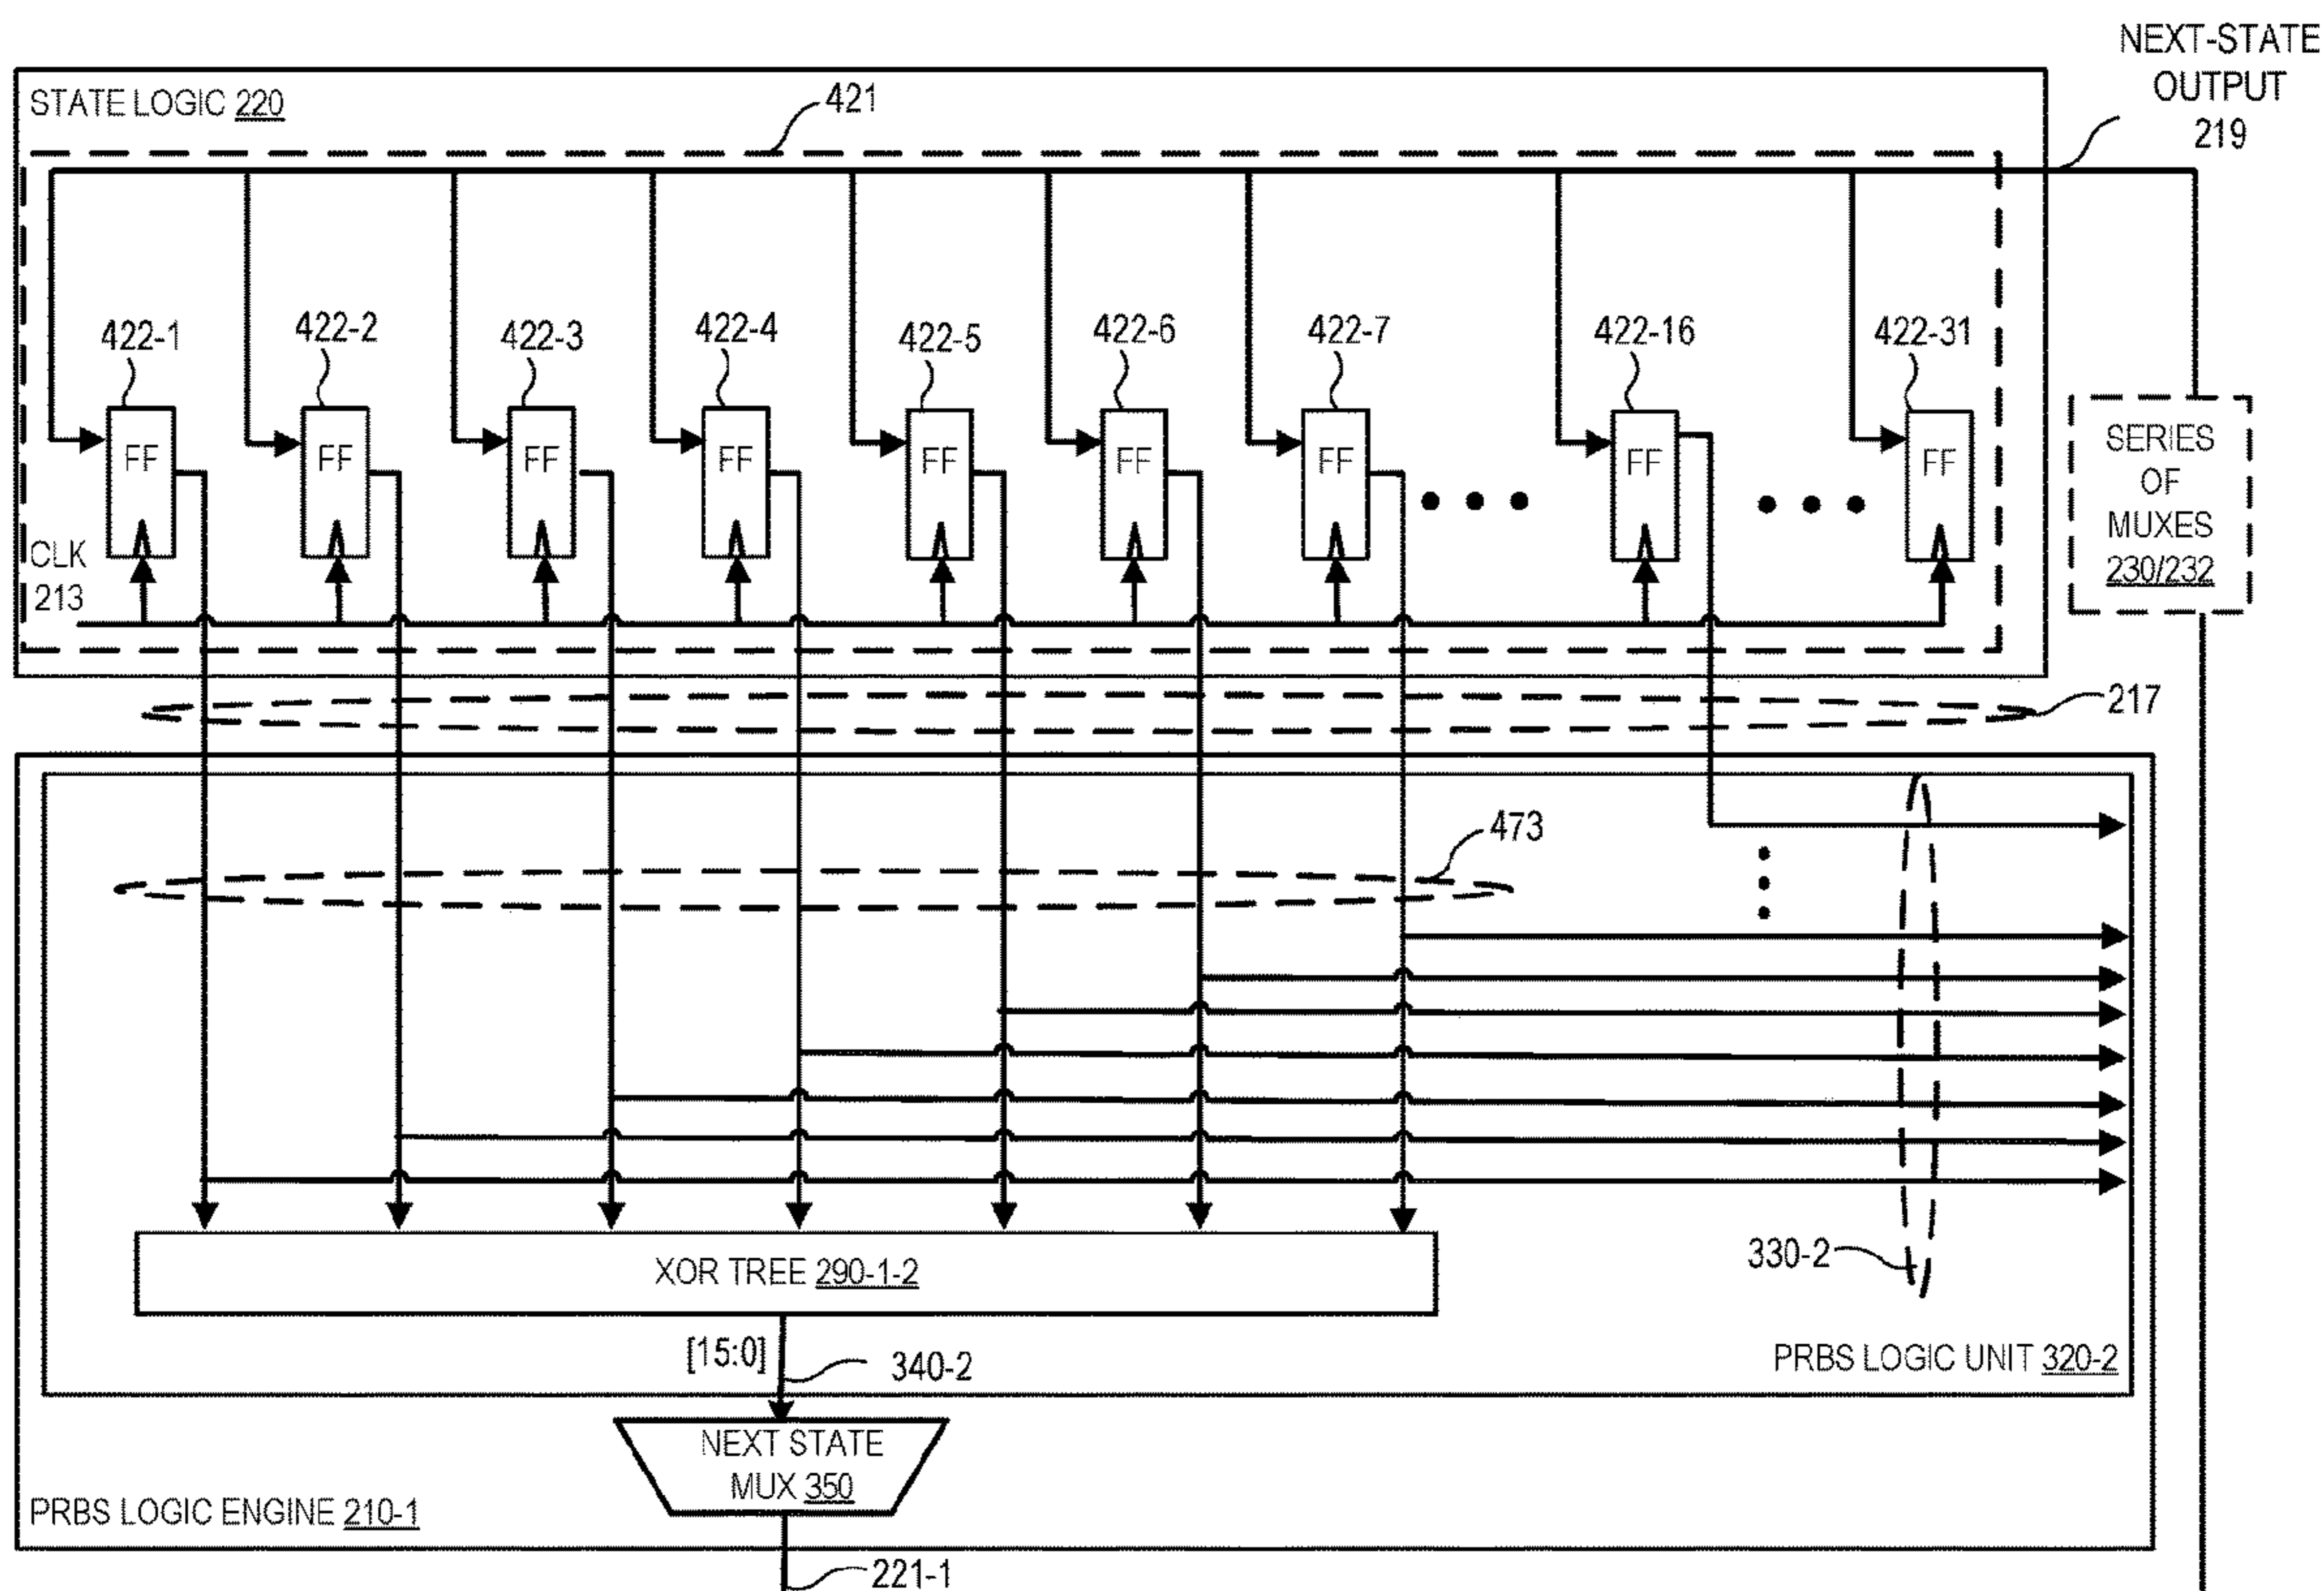 NEXT-STATE
OUTPUT
219
STATE LOGIC 220
421
422-1
422-2
422-3
422-4
422-5
422-6
422-7
422-16
422-31
FF
FF
FF
FF
FF
FF
FF
FF
FF
SERIES
OF
MUXES
230/232
CLK
213
217
473
330-2
XOR TREE 290-1-2
[15:0]
340-2
PRBS LOGIC UNIT 320-2
NEXT STATE
MUX 350
PRBS LOGIC ENGINE 210-1
221-1